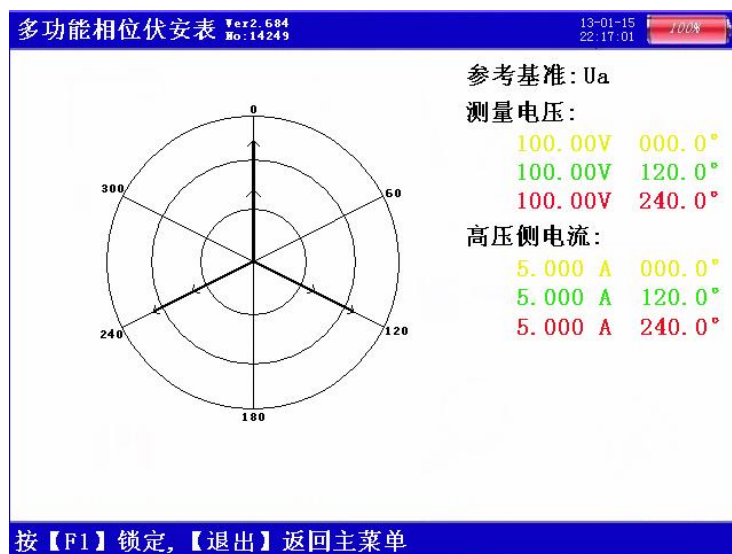 多功能相位伏安表 Ver2.684
No:14249
13-01-15
22:17:01
100%
参考基准:Ua
测量电压:
100.00V 000.0°
100.00V 120.0°
100.00V 240.0°
高压侧电流:
5.000 A 000.0°
5.000 A 120.0°
5.000 A 240.0°
0
300
60
240
120
180
按【F1】锁定,【退出】返回主菜单